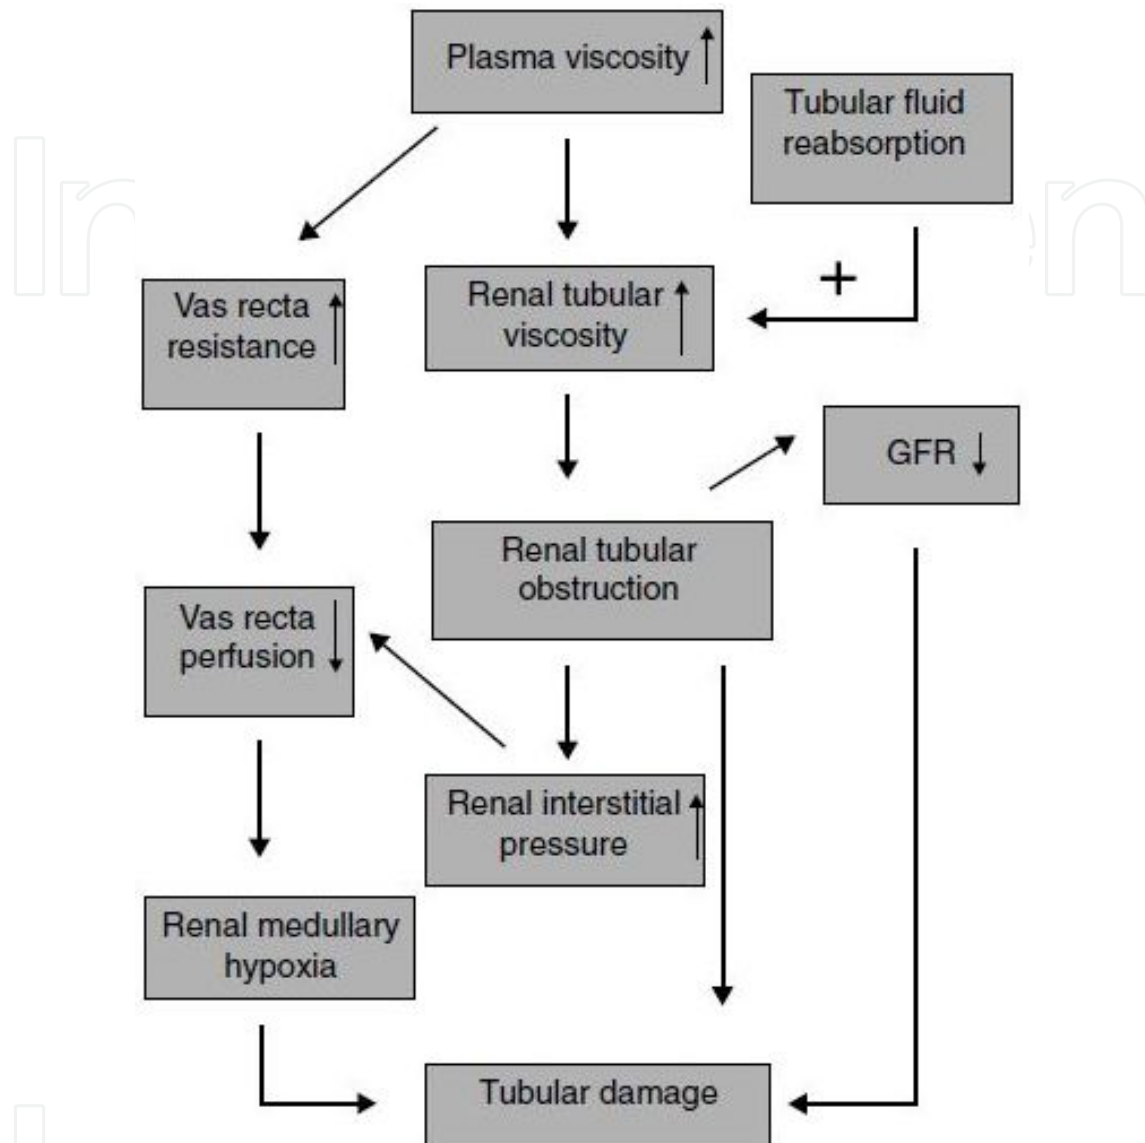 Plasma viscosity ↑
Tubular fluid
reabsorption
+
Vas recta ↑
resistance
Renal tubular ↑
viscosity
GFR ↓
Renal tubular
obstruction
Vas recta ↓
perfusion
Renal interstitial ↑
pressure
Renal medullary
hypoxia
Tubular damage